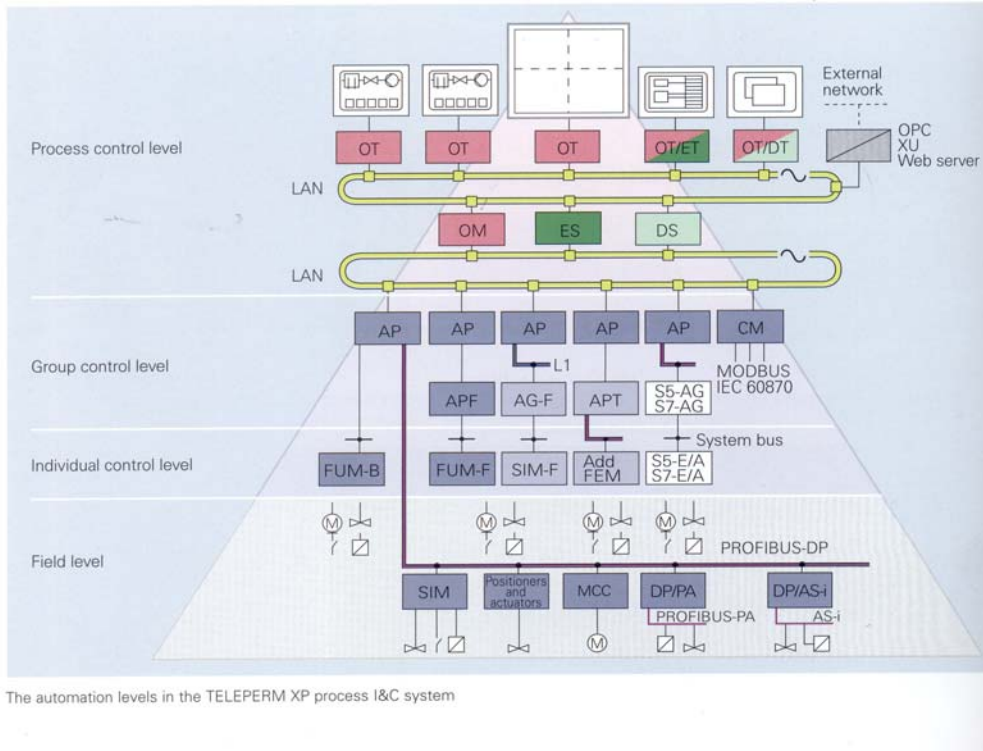 External
network
OPC
XU
Web server
Process control level
OT
OT
OT
OT/ET
OT/DT
LAN
OM
ES
DS
LAN
AP
AP
AP
AP
AP
CM
L1
MODBUS
IEC 60870
Group control level
APF
AG-F
APT
S5-AG
S7-AG
System bus
Individual control level
FUM-B
FUM-F
SIM-F
Add
FEM
S5-E/A
S7-E/A
M
M
M
M
Field level
PROFIBUS-DP
SIM
Positioners
and
actuators
MCC
DP/PA
DP/AS-i
PROFIBUS-PA
AS-i
M
The automation levels in the TELEPERM XP process I&C system